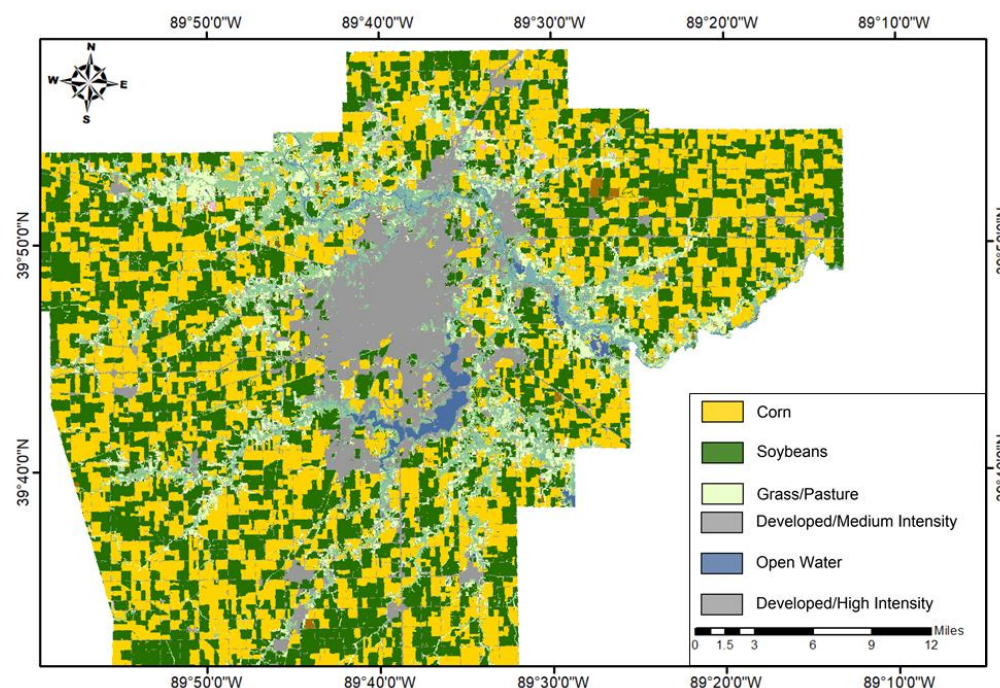 89°50'0"W 89°40'0"W 89°30'0"W 89°20'0"W 89°10'0"W
N
W E
S
39°50'0"N
39°40'0"N
Corn
Soybeans
Grass/Pasture
Developed/Medium Intensity
Open Water
Developed/High Intensity
Miles
0 1.5 3 6 9 12
89°50'0"W 89°40'0"W 89°30'0"W 89°20'0"W 89°10'0"W